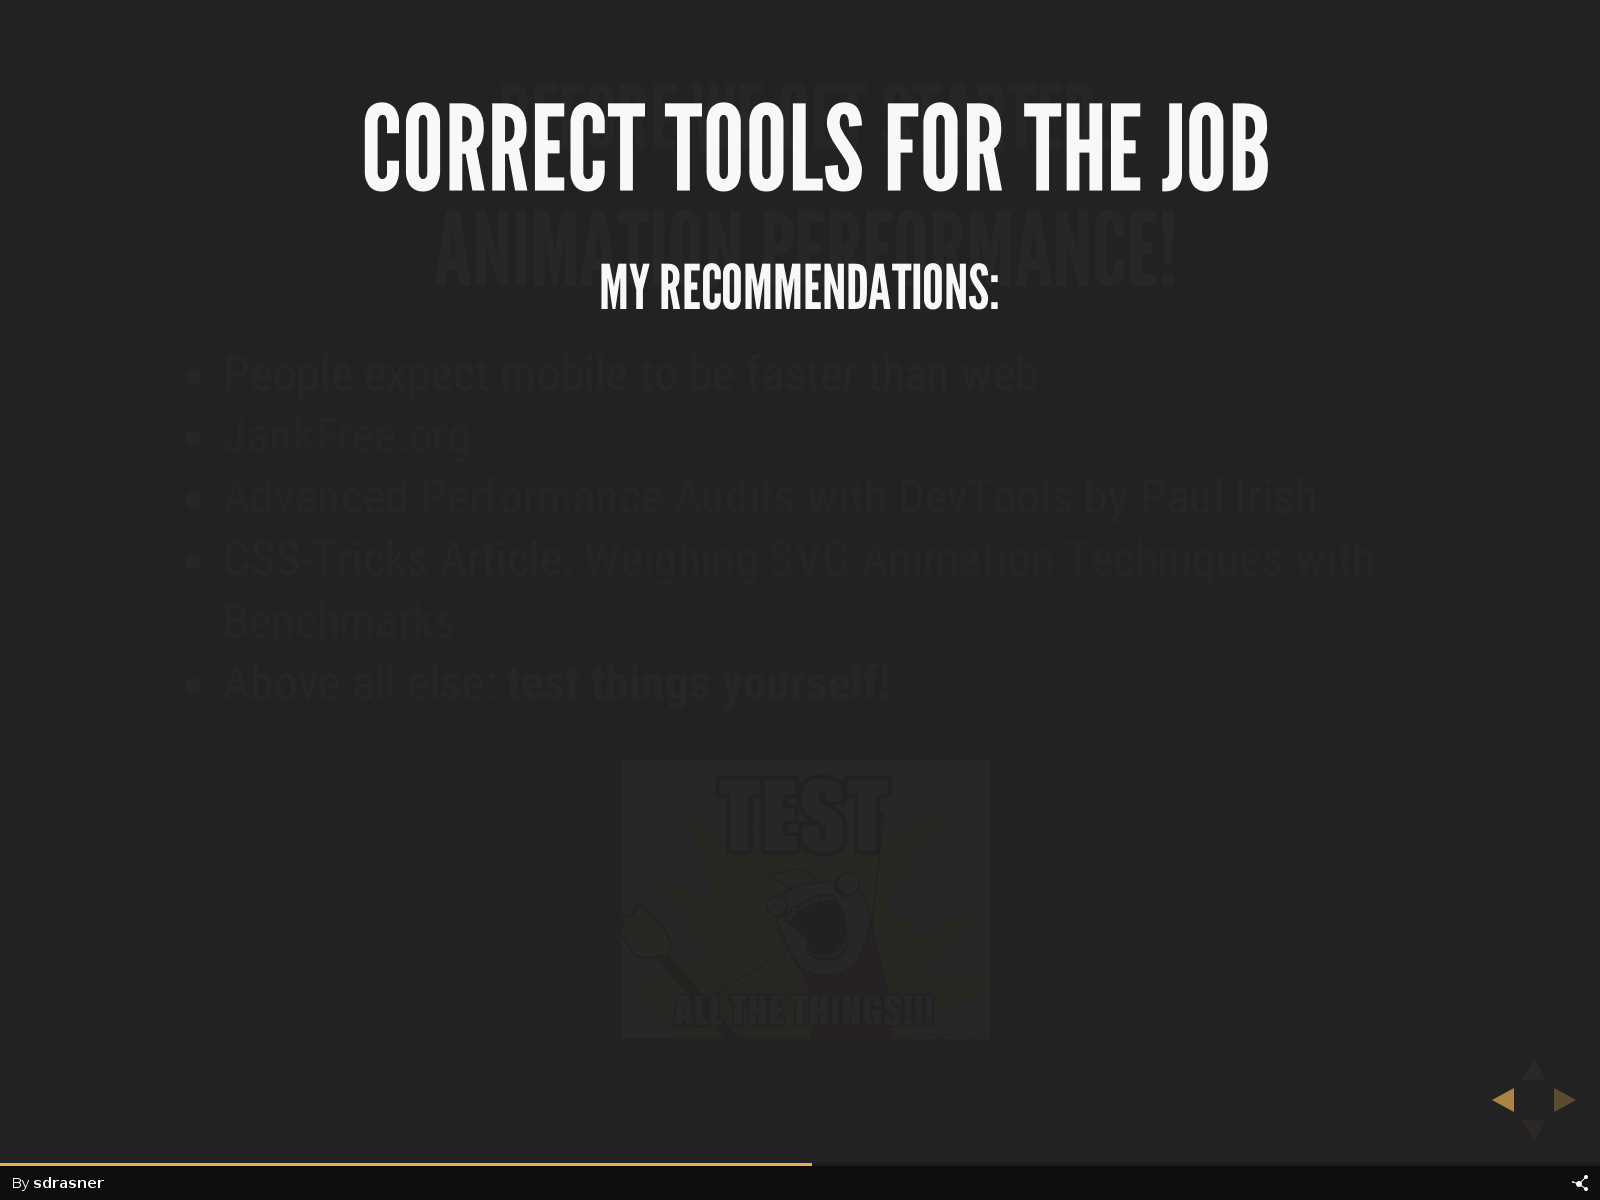 BEFORE WE GET STARTED
CORRECT TOOLS FOR THE JOB
ANIMATION PERFORMANCE!
MY RECOMMENDATIONS:
People expect mobile to be faster than web
JankFree.org
Advanced Performance Audits with DevTools by Paul Irish
CSS-Tricks Article: Weighing SVG Animation Techniques with
Benchmarks
Above all else: test things yourself!
TEST
ALL THE THINGS!!!
By sdrasner